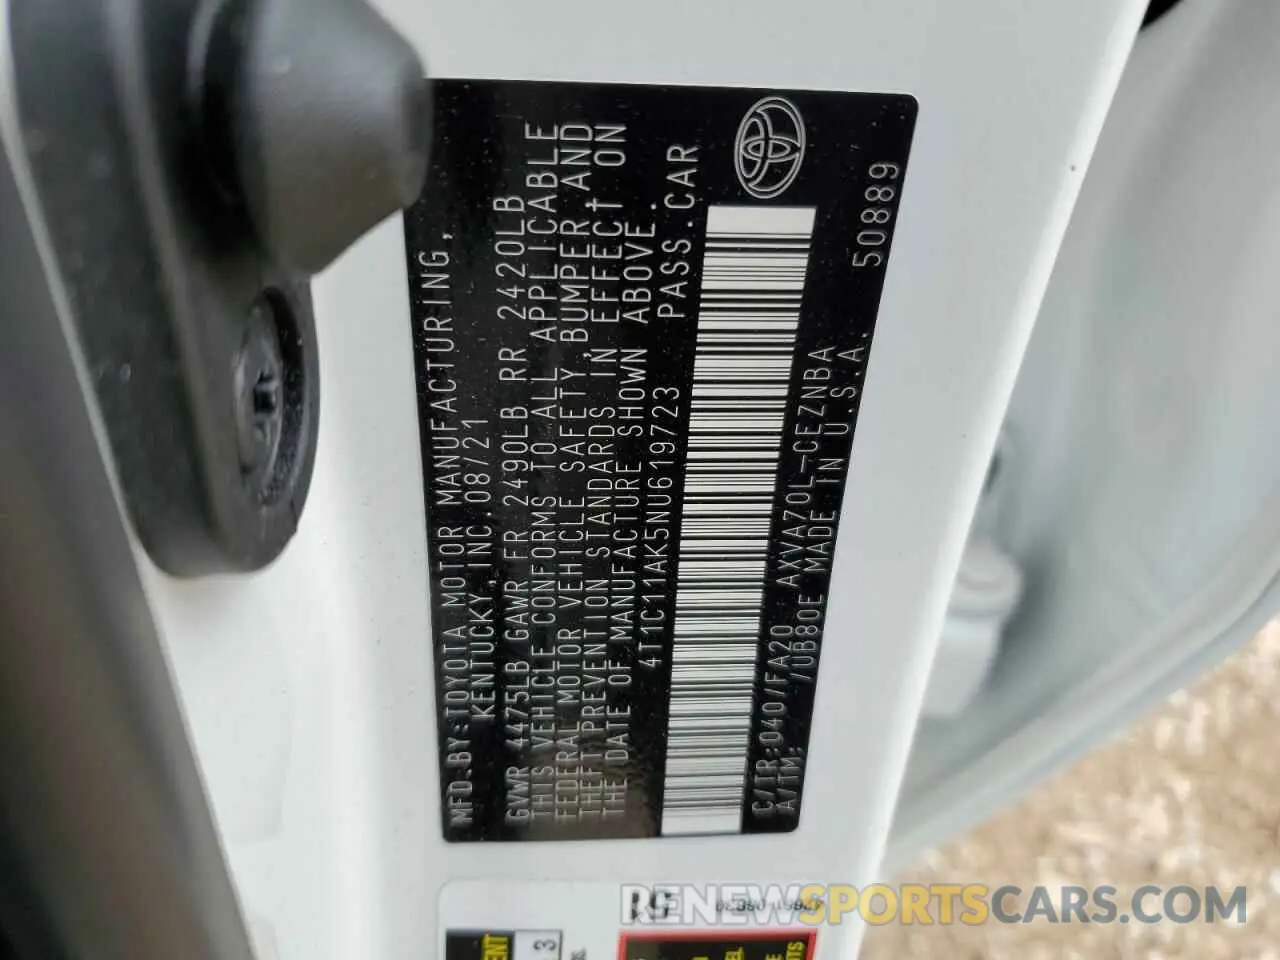 MFD.BY:TOYOTA MOTOR MANUFACTURING,
KENTUCKY,INC.08/21
GVWR 4475LB GAWR FR 2490LB RR 2420LB
THIS VEHICLE CONFORMS TO ALL APPLICABLE
FEDERAL MOTOR VEHICLE SAFETY, BUMPER AND
THEFT PREVENTION STANDARDS IN EFFECT ON
THE DATE OF MANUFACTURE SHOWN ABOVE.
4T1C11AK5NU619723 PASS.CAR
C/TR:040/FA20 AXVA70L-CEZNBA
A/TM: /UB80E MADE IN U.S.A. 50889
RENEWSPORTSCARS.COM